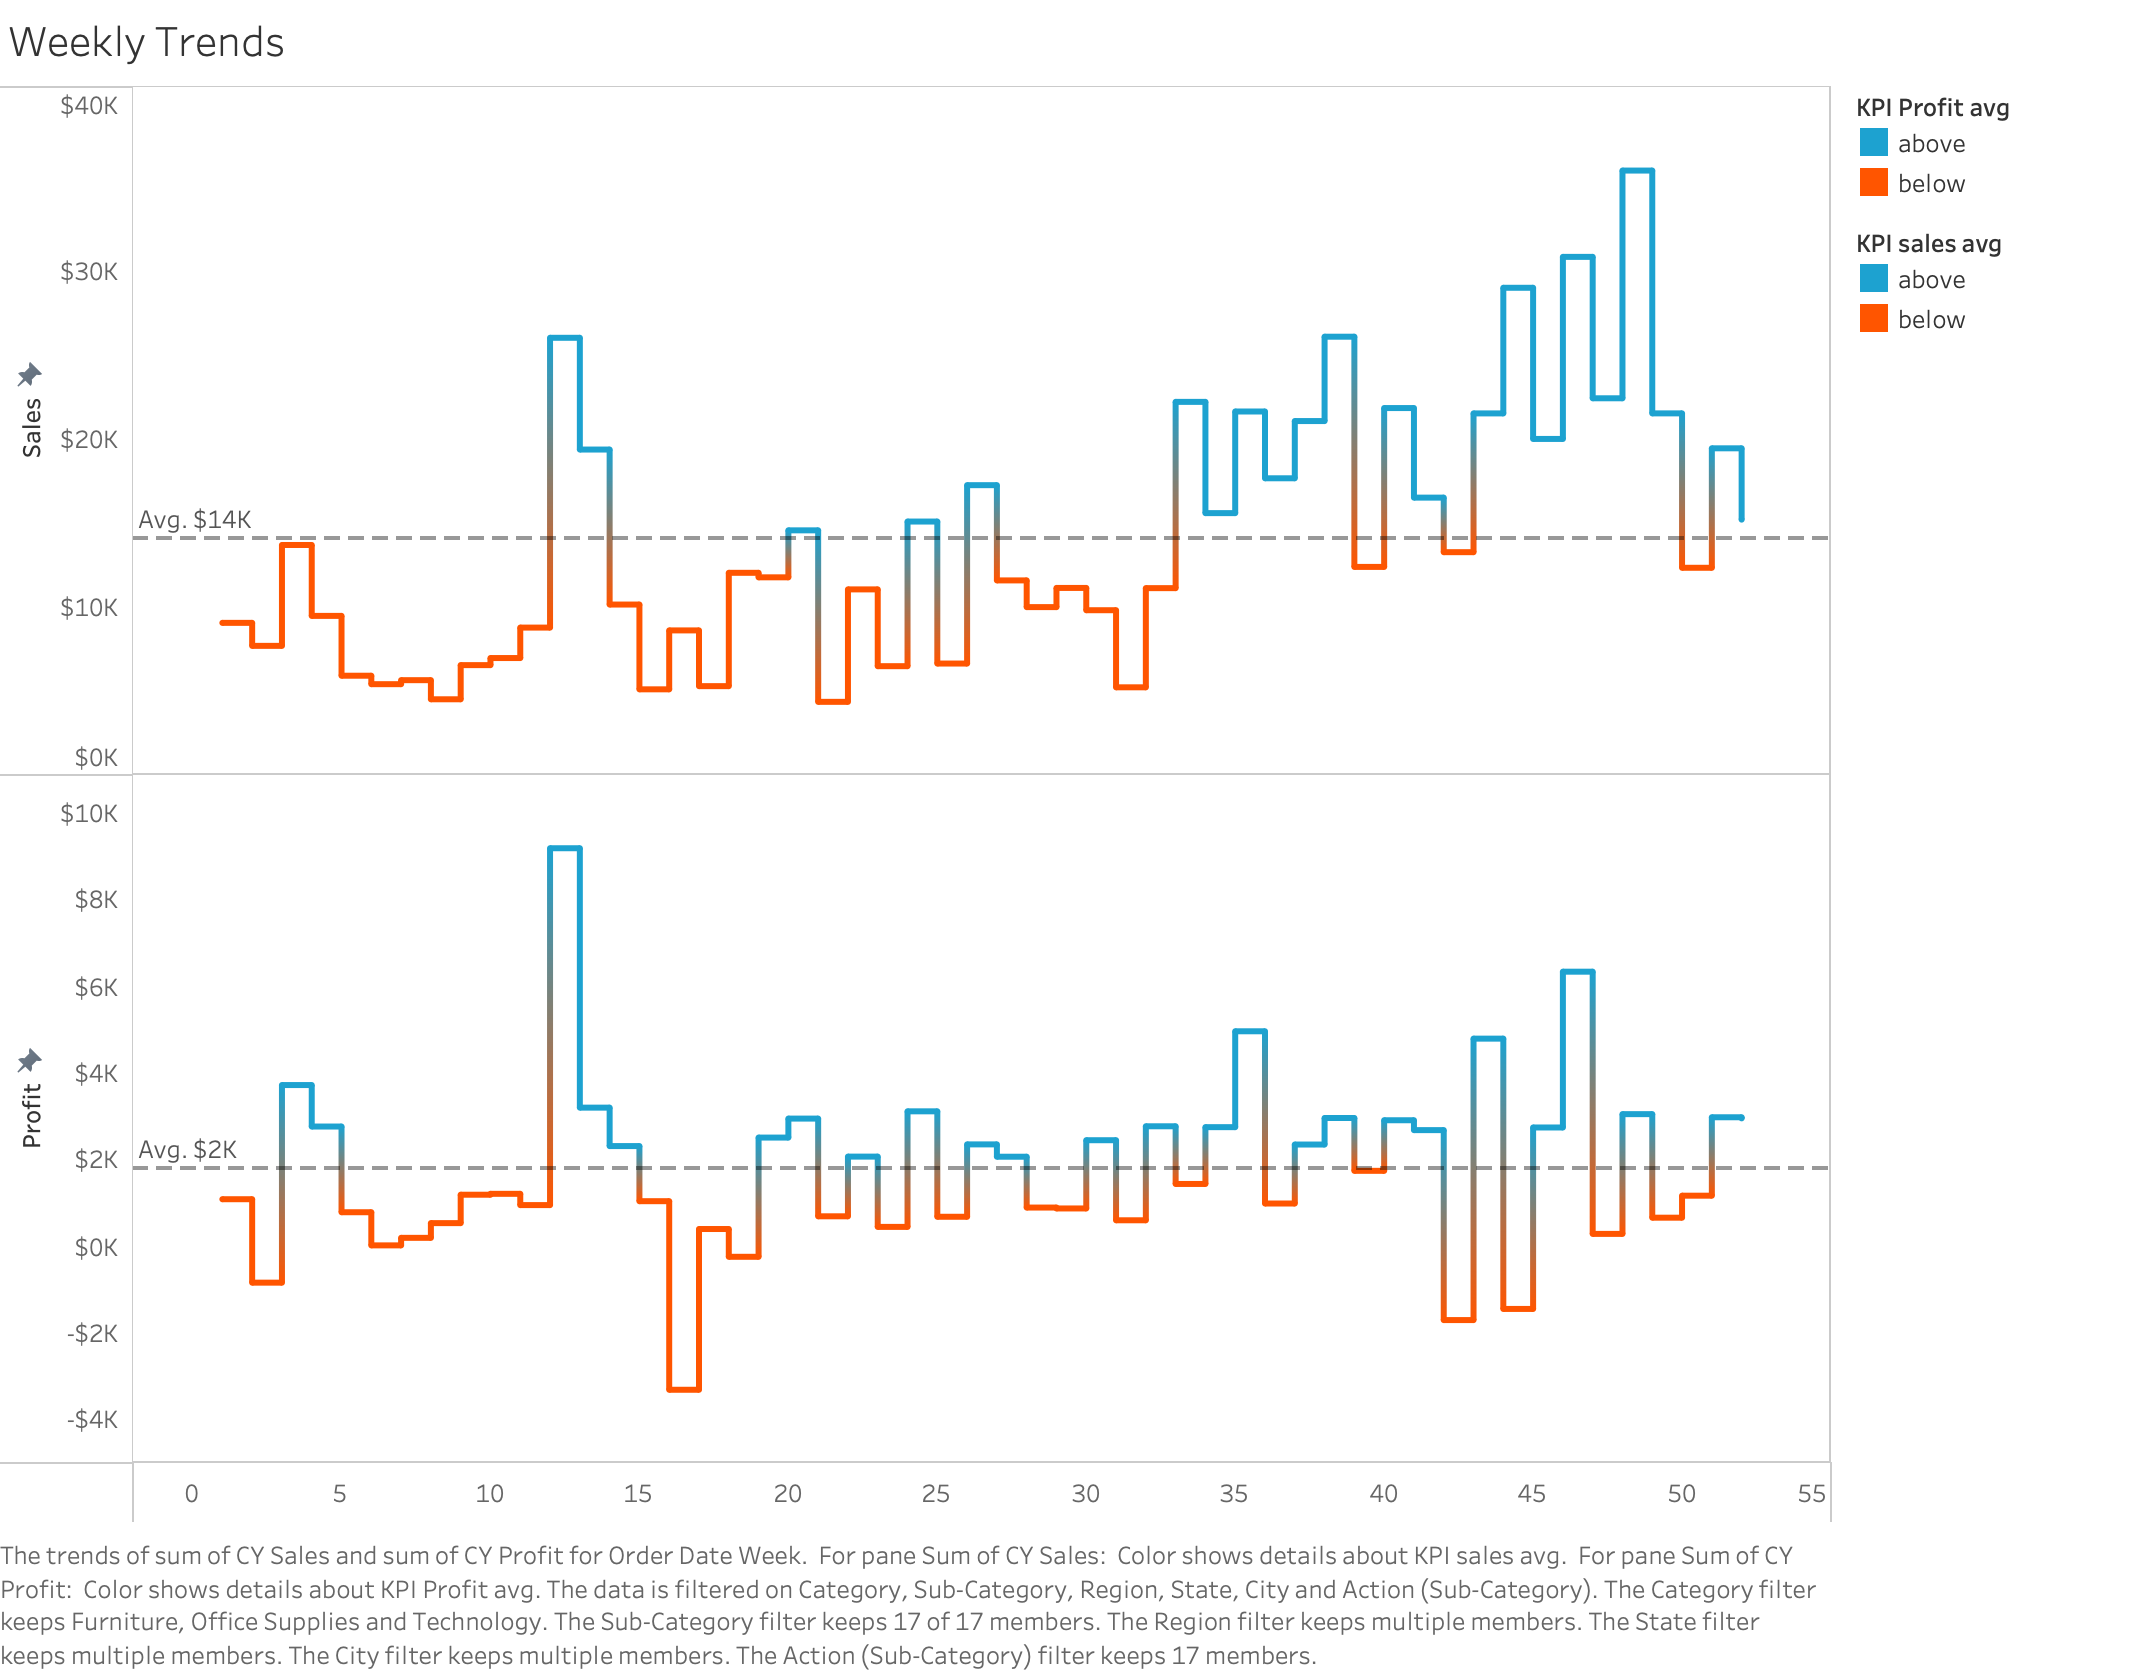 Weekly Trends
$40K
$30K
$20K
$10K
$0K
Sales
Avg. $14K
KPI Profit avg
above
below
KPI sales avg
above
below
$10K
$8K
$6K
$4K
$2K
$0K
-$2K
-$4K
Profit
Avg. $2K
0 5 10 15 20 25 30 35 40 45 50 55
The trends of sum of CY Sales and sum of CY Profit for Order Date Week.  For pane Sum of CY Sales:  Color shows details about KPI sales avg.  For pane Sum of CY
Profit:  Color shows details about KPI Profit avg. The data is filtered on Category, Sub-Category, Region, State, City and Action (Sub-Category). The Category filter
keeps Furniture, Office Supplies and Technology. The Sub-Category filter keeps 17 of 17 members. The Region filter keeps multiple members. The State filter
keeps multiple members. The City filter keeps multiple members. The Action (Sub-Category) filter keeps 17 members.